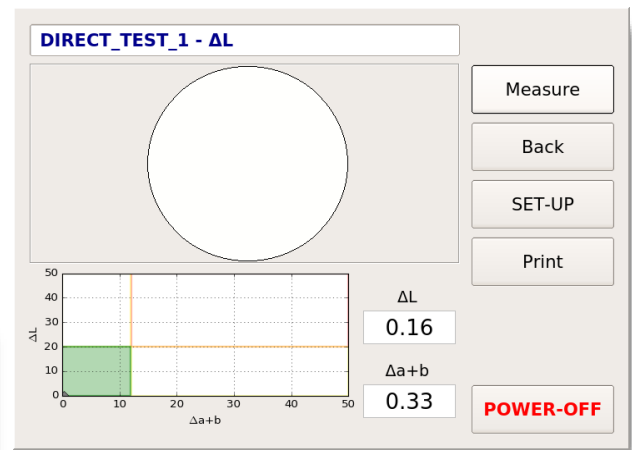 DIRECT_TEST_1 - ΔL
Measure
Back
SET-UP
Print
50
40
30
20
10
0
ΔL
0 10 20 30 40 50
Δa+b
ΔL
0.16
Δa+b
0.33
POWER-OFF